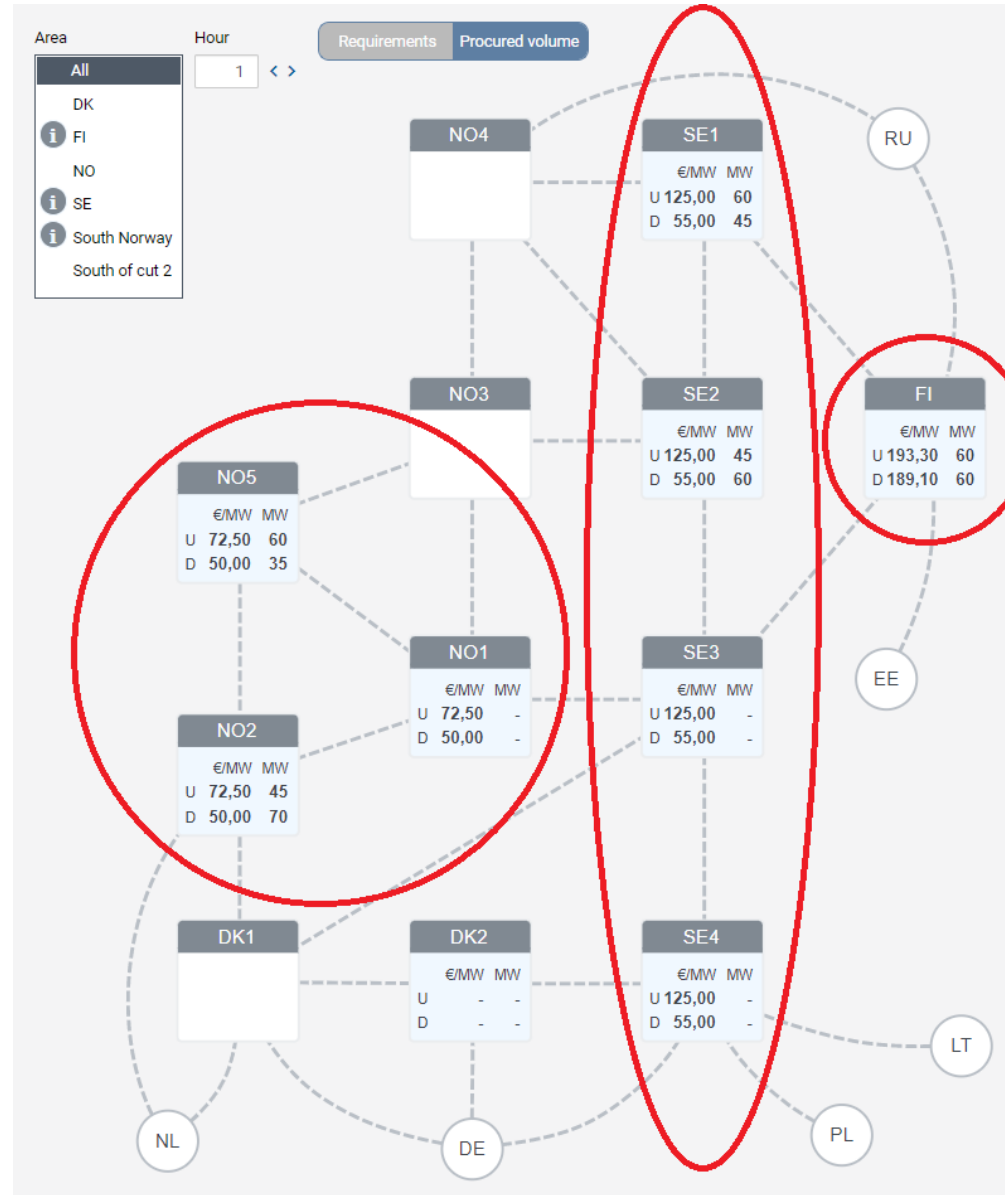 Area
Hour
Requirements Procured volume
All
1 < >
DK
i FI
NO
i SE
i South Norway
South of cut 2
NO4
SE1
€/MW MW
U 125,00 60
D 55,00 45
RU
NO3
SE2
€/MW MW
U 125,00 45
D 55,00 60
FI
€/MW MW
U 193,30 60
D 189,10 60
NO5
€/MW MW
U 72,50 60
D 50,00 35
NO1
€/MW MW
U 72,50 -
D 50,00 -
SE3
€/MW MW
U 125,00 -
D 55,00 -
EE
NO2
€/MW MW
U 72,50 45
D 50,00 70
DK1
DK2
€/MW MW
U - -
D - -
SE4
€/MW MW
U 125,00 -
D 55,00 -
LT
NL
DE
PL